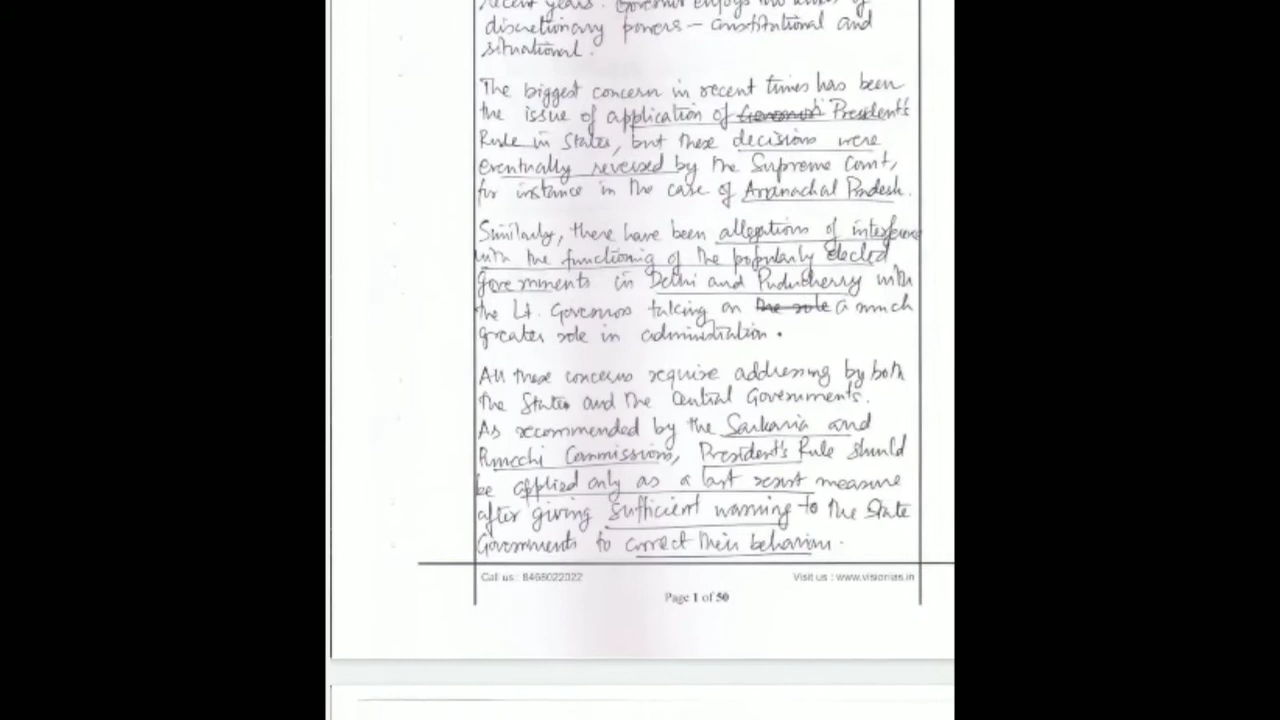 recent years. Governor enjoys two kinds of
discretionary powers – constitutional and
situational.
The biggest concern in recent times has been
the issue of application of Governor's President's
Rule in States, but these decisions were
eventually reversed by the Supreme Court,
for instance in the case of Arunachal Pradesh.
Similarly, there have been allegations of interference
with the functioning of the popularly elected
governments in Delhi and Puducherry with
the Lt. Governors taking on the role a much
greater role in administration.
All these concerns require addressing by both
the State and the Central Governments.
As recommended by the Sarkaria and
Punchhi Commissions, President's Rule should
be applied only as a last resort measure
after giving sufficient warning to the State
Governments to correct their behaviour.
Call us : 8468022022
Visit us : www.visionias.in
Page 1 of 50